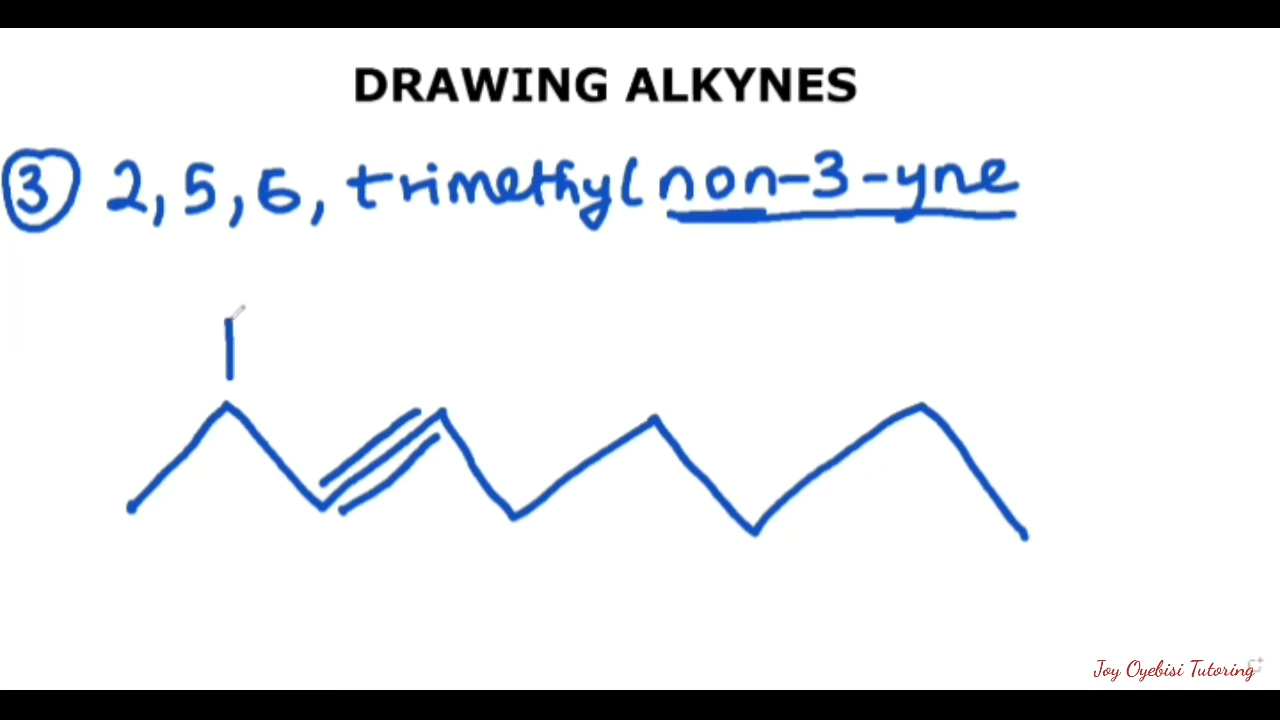 DRAWING ALKYNES
3 2,5,6, trimethyl non-3-yne
Joy Oyebisi Tutoring